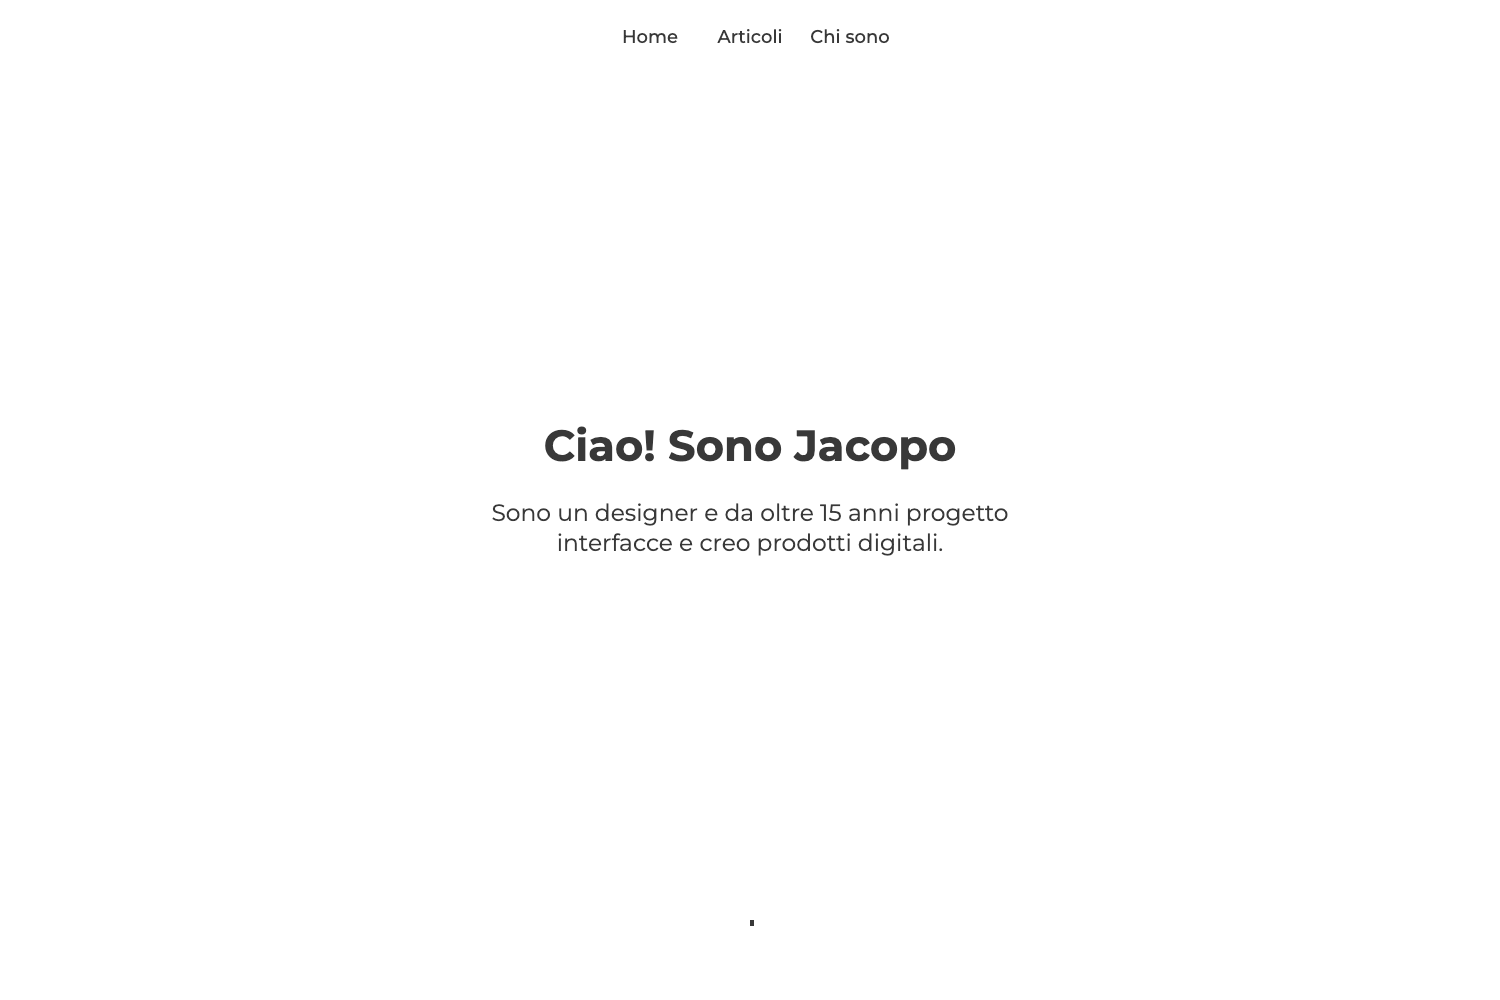 Home Articoli Chi sono
Ciao! Sono Jacopo
Sono un designer e da oltre 15 anni progetto
interfacce e creo prodotti digitali.